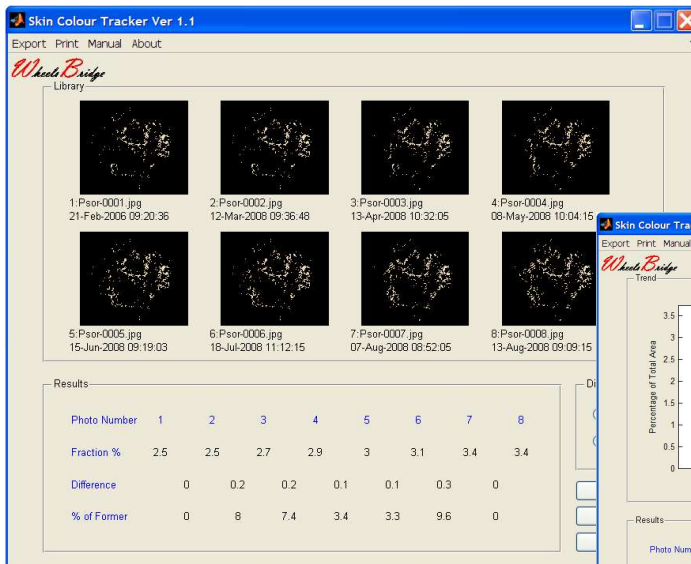 Skin Colour Tracker Ver 1.1
Export Print Manual About
Wheels Bridge
Library
1:Psor-0001.jpg 2:Psor-0002.jpg 3:Psor-0003.jpg 4:Psor-0004.jpg
21-Feb-2006 09:20:36 12-Mar-2008 09:36:48 13-Apr-2008 10:32:05 08-May-2008 10:04:15
5:Psor-0005.jpg 6:Psor-0006.jpg 7:Psor-0007.jpg 8:Psor-0008.jpg
15-Jun-2008 09:19:03 18-Jul-2008 11:12:15 07-Aug-2008 08:52:05 13-Aug-2008 09:09:15
Results
Photo Number 1 2 3 4 5 6 7 8
Fraction % 2.5 2.5 2.7 2.9 3 3.1 3.4 3.4
Difference 0 0.2 0.2 0.1 0.1 0.3 0
% of Former 0 8 7.4 3.4 3.3 9.6 0
Di
Skin Colour Tra
Export Print Manual
Wheels Bridge
Trend
Percentage of Total Area
3.5
3
2.5
2
1.5
1
0.5
0
Results
Photo Num